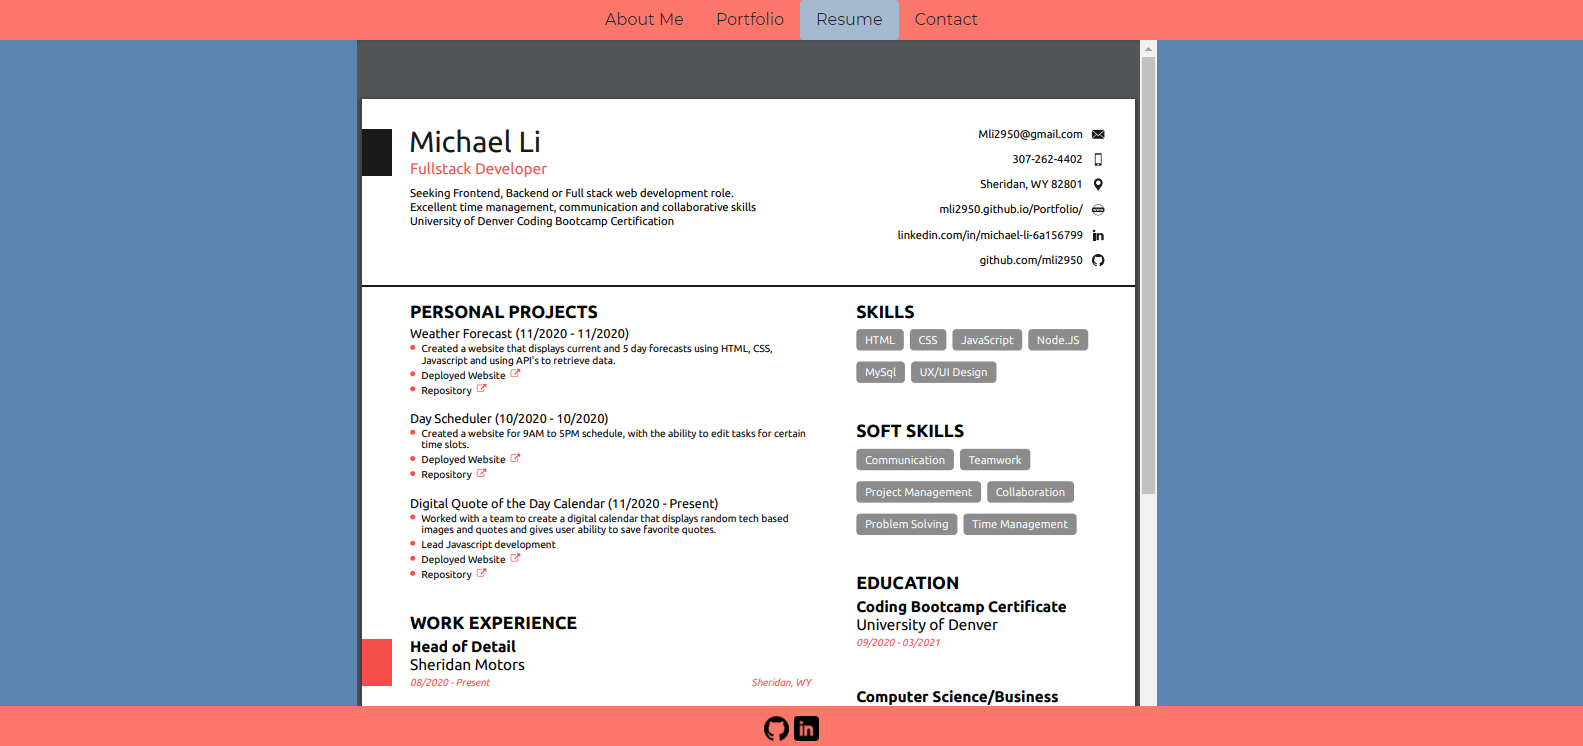 About Me Portfolio Resume Contact
Michael Li
Fullstack Developer
Seeking Frontend, Backend or Full stack web development role.
Excellent time management, communication and collaborative skills
University of Denver Coding Bootcamp Certification
Mli2950@gmail.com
307-262-4402
Sheridan, WY 82801
mli2950.github.io/Portfolio/
linkedin.com/in/michael-li-6a156799
github.com/mli2950
PERSONAL PROJECTS
Weather Forecast (11/2020 - 11/2020)
Created a website that displays current and 5 day forecasts using HTML, CSS,
Javascript and using API's to retrieve data.
Deployed Website
Repository
Day Scheduler (10/2020 - 10/2020)
Created a website for 9AM to 5PM schedule, with the ability to edit tasks for certain
time slots.
Deployed Website
Repository
Digital Quote of the Day Calendar (11/2020 - Present)
Worked with a team to create a digital calendar that displays random tech based
images and quotes and gives user ability to save favorite quotes.
Lead Javascript development
Deployed Website
Repository
WORK EXPERIENCE
Head of Detail
Sheridan Motors
08/2020 - Present Sheridan, WY
SKILLS
HTML CSS JavaScript Node.JS
MySql UX/UI Design
SOFT SKILLS
Communication Teamwork
Project Management Collaboration
Problem Solving Time Management
EDUCATION
Coding Bootcamp Certificate
University of Denver
09/2020 - 03/2021
Computer Science/Business